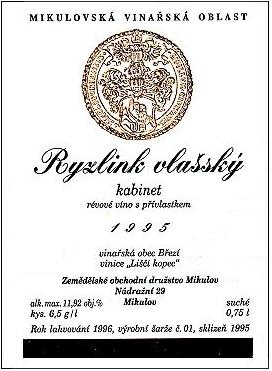 MIKULOVSKÁ VINAŘSKÁ OBLAST
Ryzlink vlašský
kabinet
révové víno s přívlastkem
1995
vinařská obec Březí
vinice „Liščí kopec"
Zemědělské obchodní družstvo Mikulov
Nádražní 29
alk. max. 11,92 obj.% Mikulov suché
kys. 6,5 g/l 0,75 l
Rok lahvování 1996, výrobní šarže č. 01, sklizeň 1995